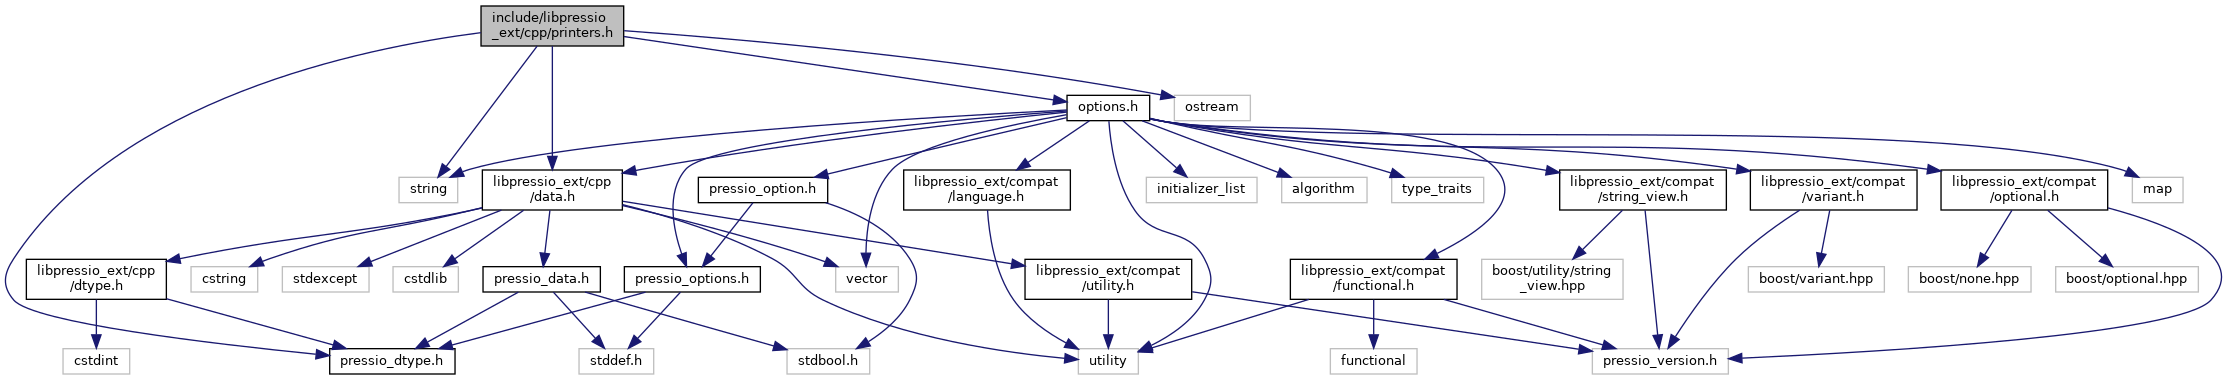 include/libpressio
_ext/cpp/printers.h
options.h
ostream
string
libpressio_ext/cpp
/data.h
pressio_option.h
libpressio_ext/compat
/language.h
initializer_list
algorithm
type_traits
libpressio_ext/compat
/string_view.h
libpressio_ext/compat
/variant.h
libpressio_ext/compat
/optional.h
map
libpressio_ext/cpp
/dtype.h
cstring
stdexcept
cstdlib
pressio_data.h
pressio_options.h
vector
libpressio_ext/compat
/utility.h
libpressio_ext/compat
/functional.h
boost/utility/string
_view.hpp
boost/variant.hpp
boost/none.hpp
boost/optional.hpp
cstdint
pressio_dtype.h
stddef.h
stdbool.h
utility
functional
pressio_version.h